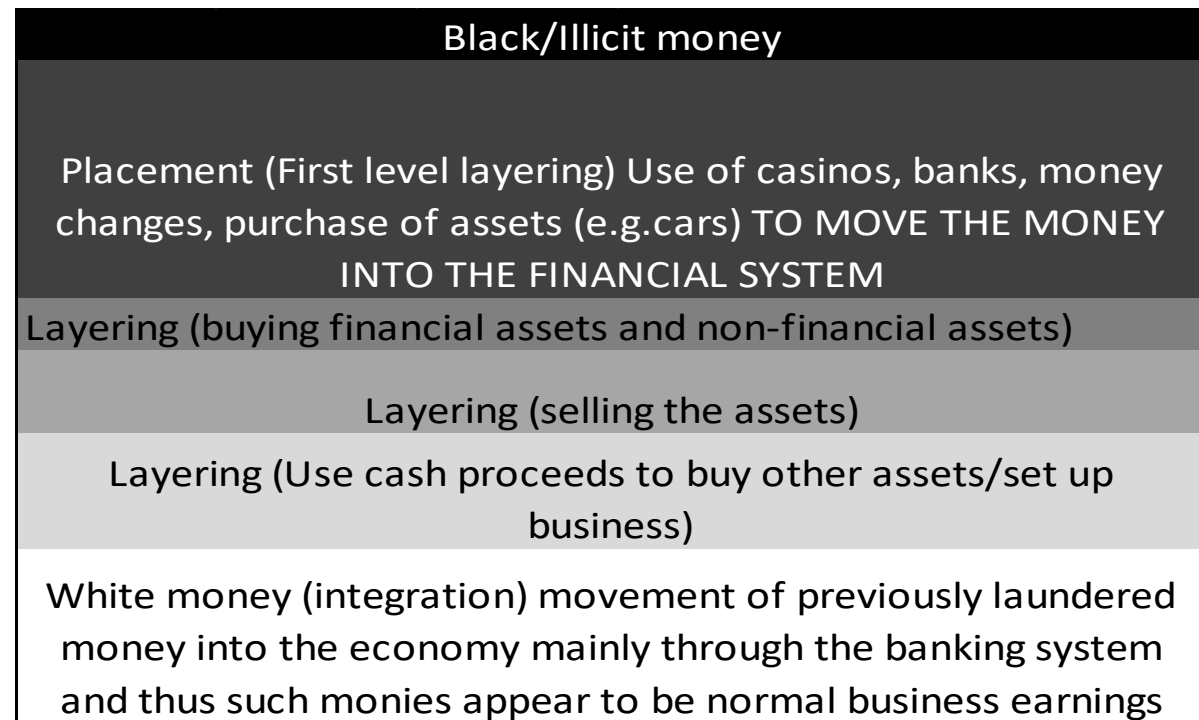 Black/Illicit money
Placement (First level layering) Use of casinos, banks, money
changes, purchase of assets (e.g.cars) TO MOVE THE MONEY
INTO THE FINANCIAL SYSTEM
Layering (buying financial assets and non-financial assets)
Layering (selling the assets)
Layering (Use cash proceeds to buy other assets/set up
business)
White money (integration) movement of previously laundered
money into the economy mainly through the banking system
and thus such monies appear to be normal business earnings